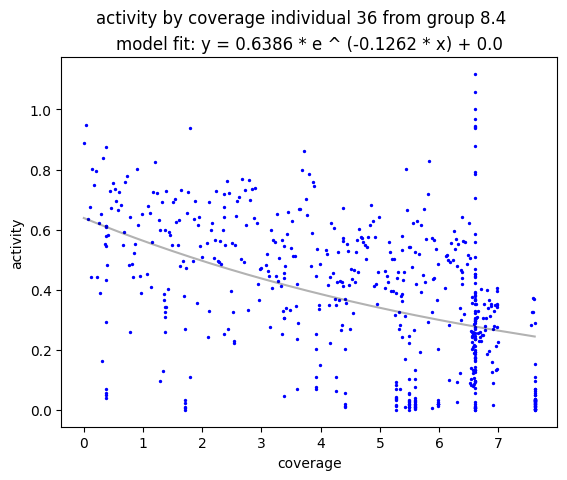 activity by coverage individual 36 from group 8.4
model fit: y = 0.6386 * e ^ (-0.1262 * x) + 0.0
activity
1.0
0.8
0.6
0.4
0.2
0.0
0 1 2 3 4 5 6 7
coverage